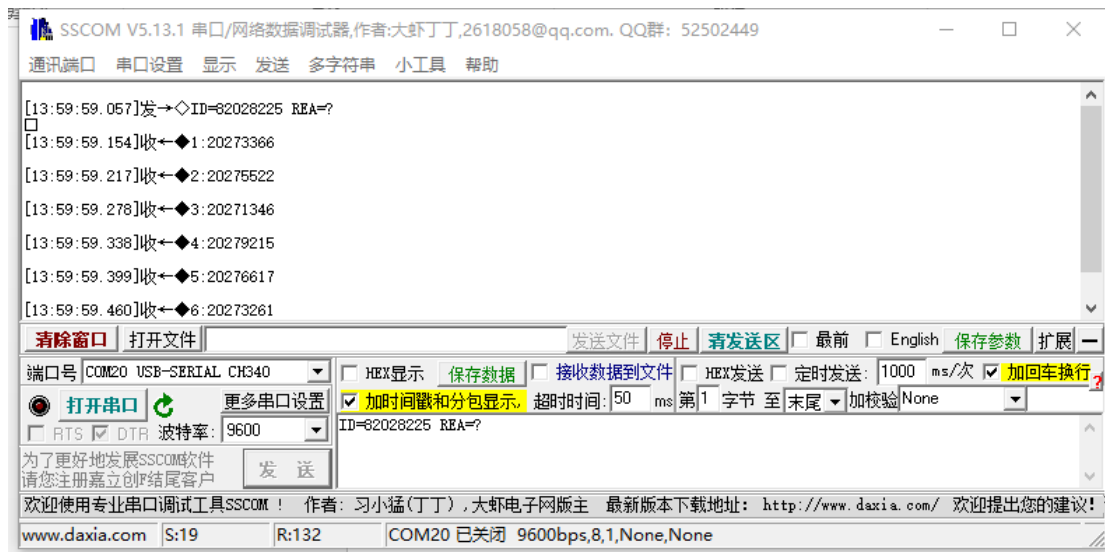 SSCOM V5.13.1 串口/网络数据调试器,作者:大虾丁丁,2618058@qq.com. QQ群: 52502449
通讯端口 串口设置 显示 发送 多字符串 小工具 帮助
[13:59:59.057]发→◇ID=82028225 REA=?
□
[13:59:59.154]收←◆1:20273366
[13:59:59.217]收←◆2:20275522
[13:59:59.278]收←◆3:20271346
[13:59:59.338]收←◆4:20279215
[13:59:59.399]收←◆5:20276617
[13:59:59.460]收←◆6:20273261
清除窗口 打开文件 发送文件 停止 清发送区 最前 English 保存参数 扩展 —
端口号 COM20 USB-SERIAL CH340 HEX显示 保存数据 接收数据到文件 HEX发送 定时发送: 1000 ms/次 加回车换行 ?
打开串口 更多串口设置 加时间戳和分包显示, 超时时间: 50 ms 第1 字节 至 末尾 加校验 None
RTS DTR 波特率: 9600
ID=82028225 REA=?
为了更好地发展SSCOM软件
请您注册嘉立创F结尾客户
发 送
欢迎使用专业串口调试工具SSCOM ! 作者: 习小猛(丁丁),大虾电子网版主 最新版本下载地址: http://www.daxia.com/ 欢迎提出您的建议!
www.daxia.com S:19 R:132 COM20 已关闭 9600bps,8,1,None,None